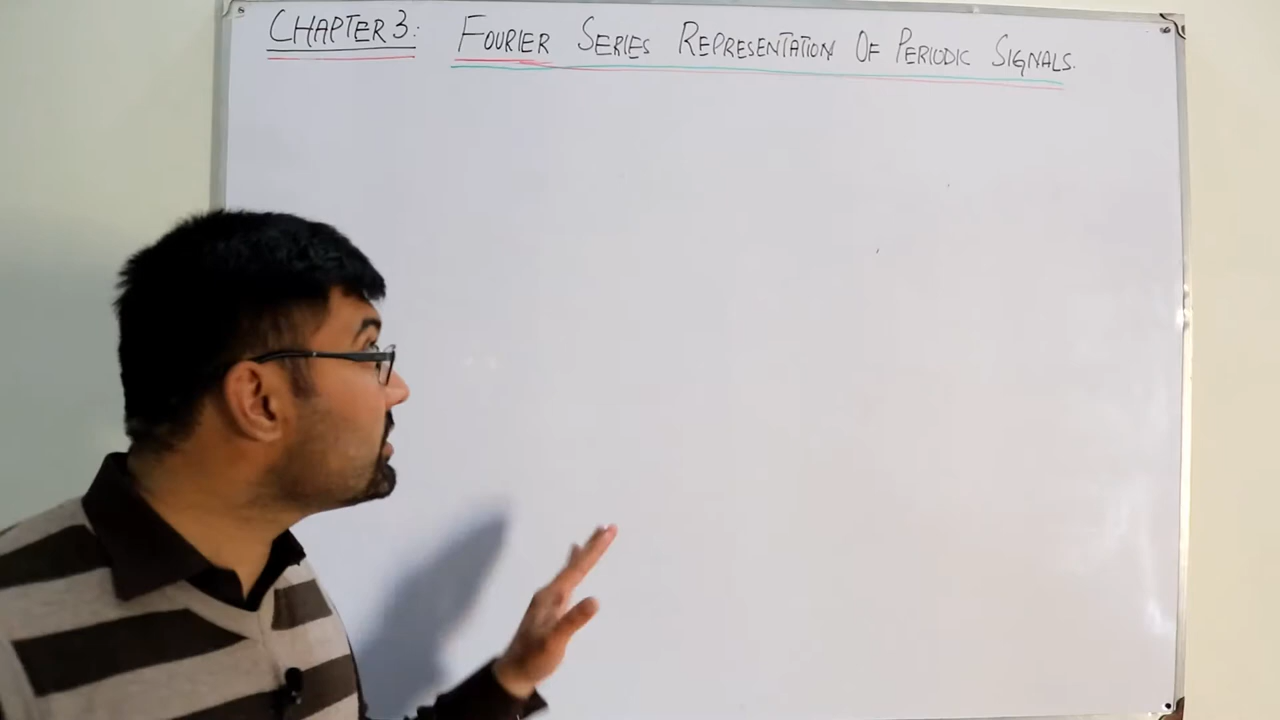 CHAPTER 3: FOURIER SERIES REPRESENTATION OF PERIODIC SIGNALS.